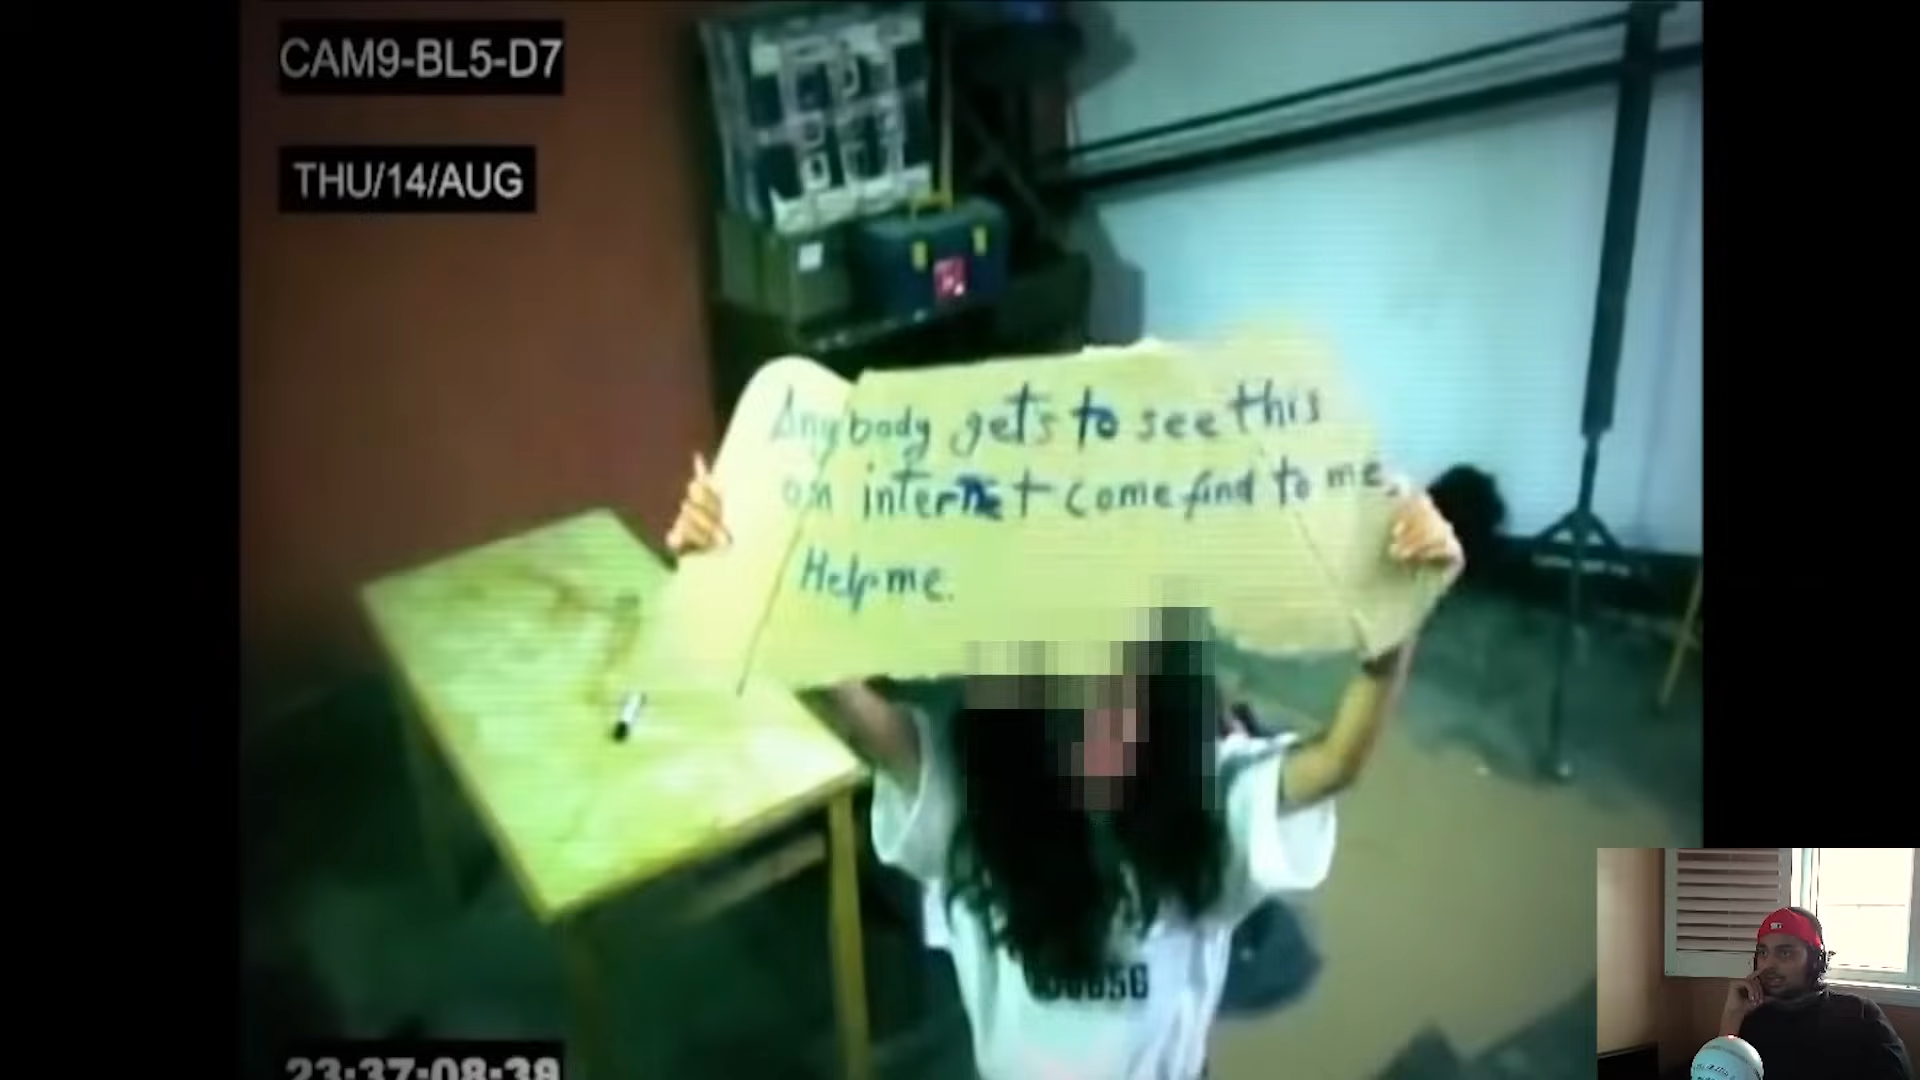 CAM9-BL5-D7
THU/14/AUG
Anybody gets to see this
on internet come find to me.
Help me.
23:37:08:39